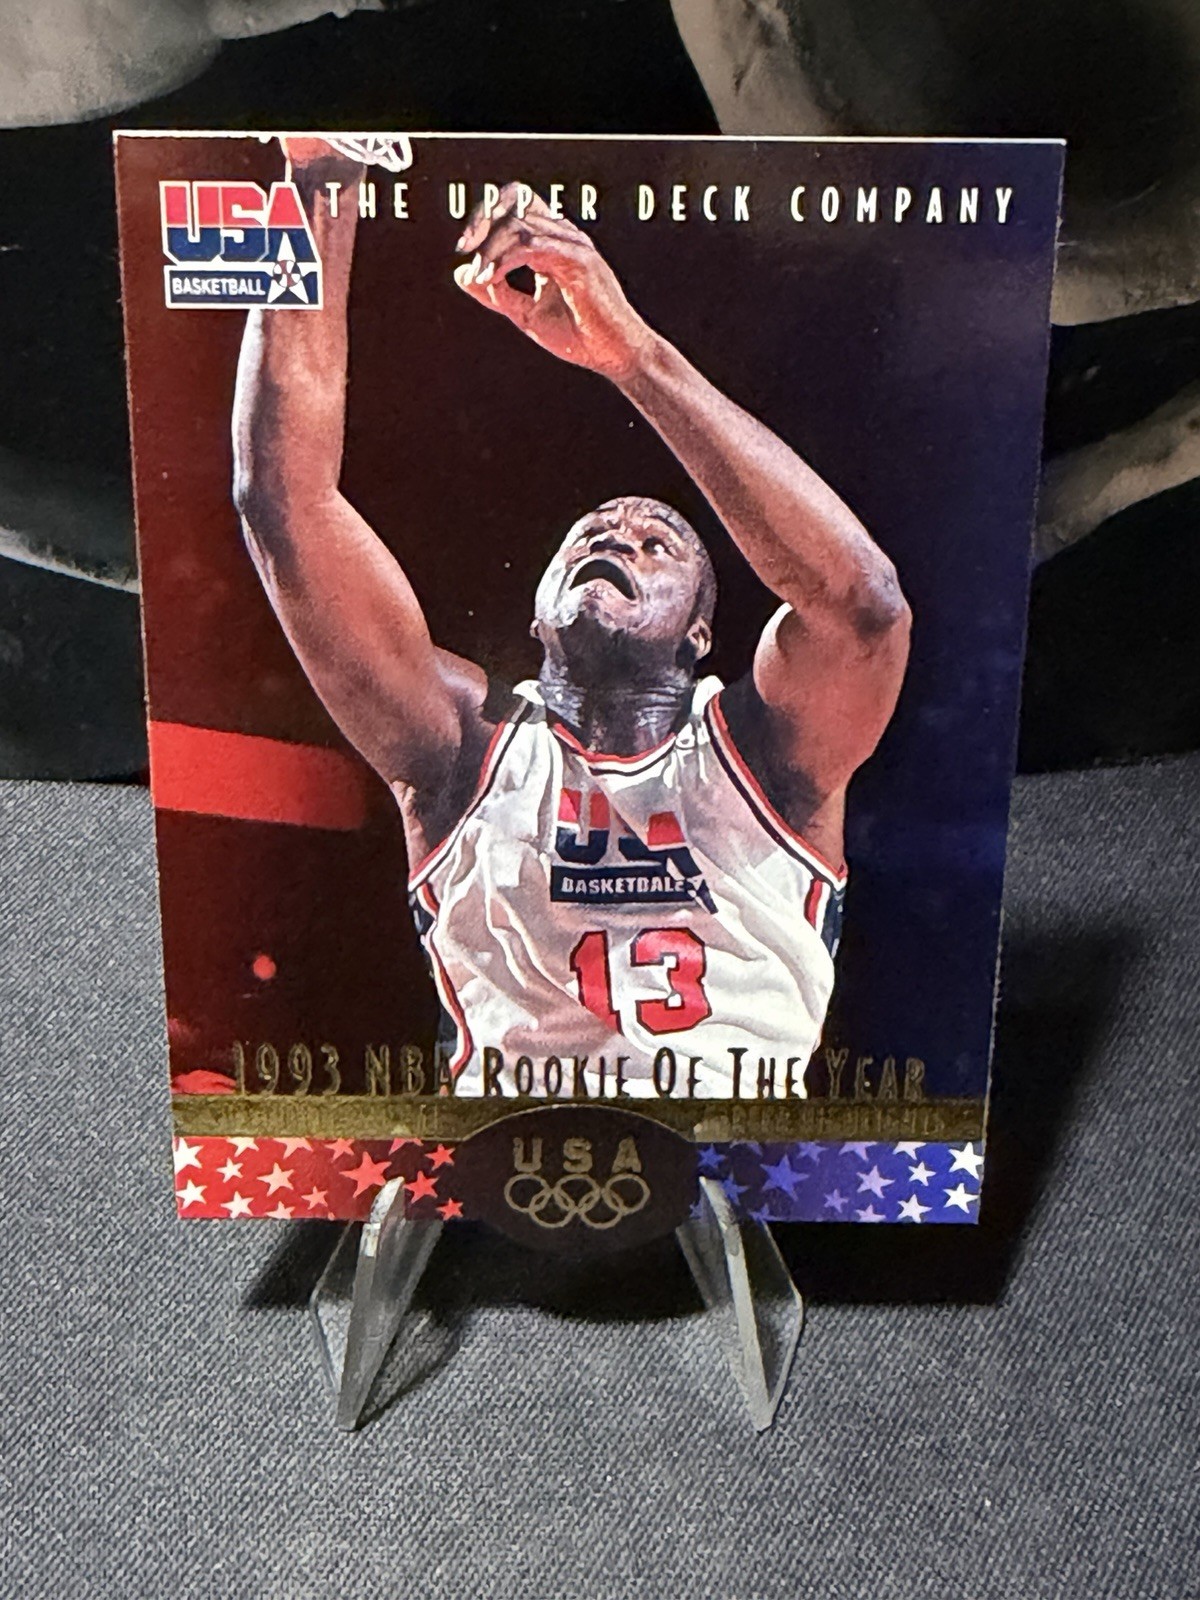 USA
BASKETBALL
THE UPPER DECK COMPANY
USA
BASKETBALL
13
1993 NBA ROOKIE OF THE YEAR
USA